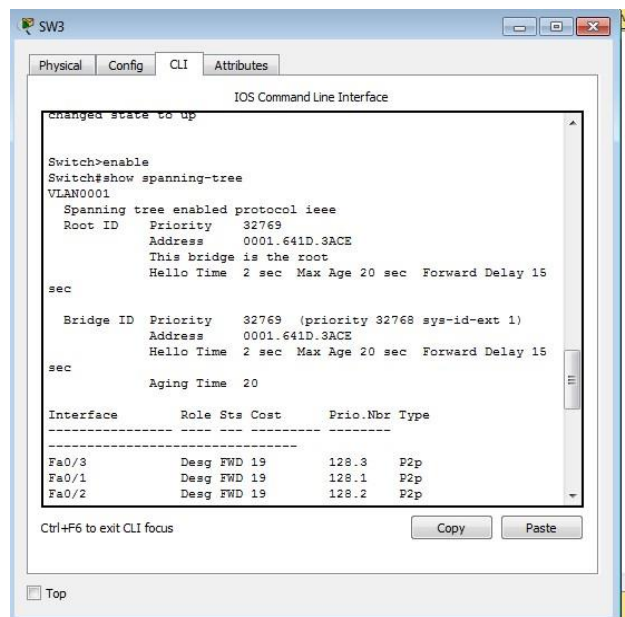 SW3
Physical Config CLI Attributes
IOS Command Line Interface
changed state to up
Switch>enable
Switch#show spanning-tree
VLAN0001
Spanning tree enabled protocol ieee
Root ID Priority 32769
Address 0001.641D.3ACE
This bridge is the root
Hello Time 2 sec Max Age 20 sec Forward Delay 15
sec
Bridge ID Priority 32769 (priority 32768 sys-id-ext 1)
Address 0001.641D.3ACE
Hello Time 2 sec Max Age 20 sec Forward Delay 15
sec
Aging Time 20
Interface Role Sts Cost Prio.Nbr Type
---------------- ---- --- --------- --------
--------------------------------
Fa0/3 Desg FWD 19 128.3 P2p
Fa0/1 Desg FWD 19 128.1 P2p
Fa0/2 Desg FWD 19 128.2 P2p
Ctrl+F6 to exit CLI focus
Copy Paste
Top